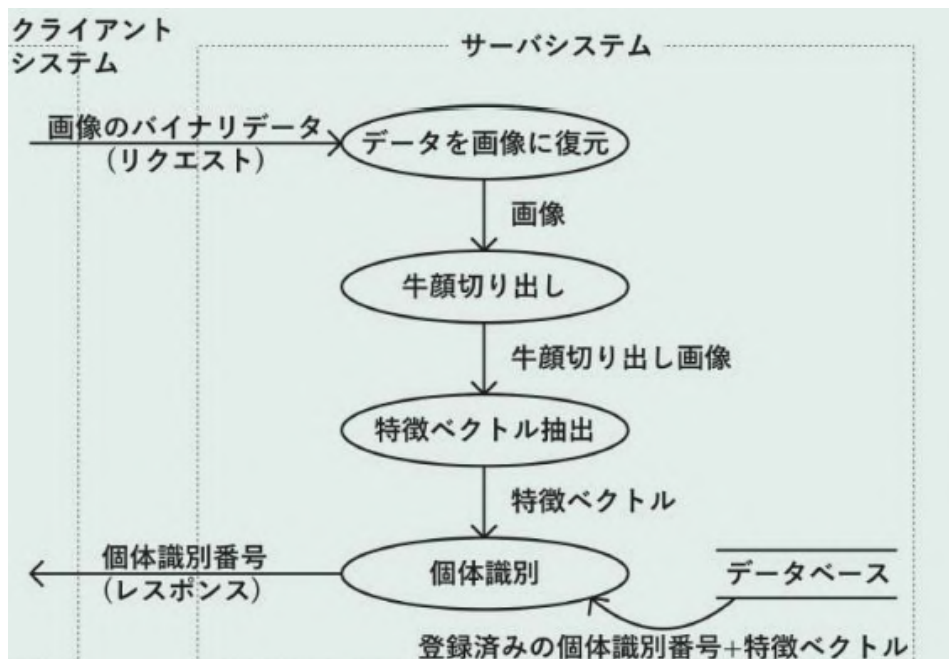 クライアント
システム
サーバシステム
画像のバイナリデータ
(リクエスト)
データを画像に復元
画像
牛顔切り出し
牛顔切り出し画像
特徴ベクトル抽出
特徴ベクトル
個体識別番号
(レスポンス)
個体識別
データベース
登録済みの個体識別番号+特徴ベクトル